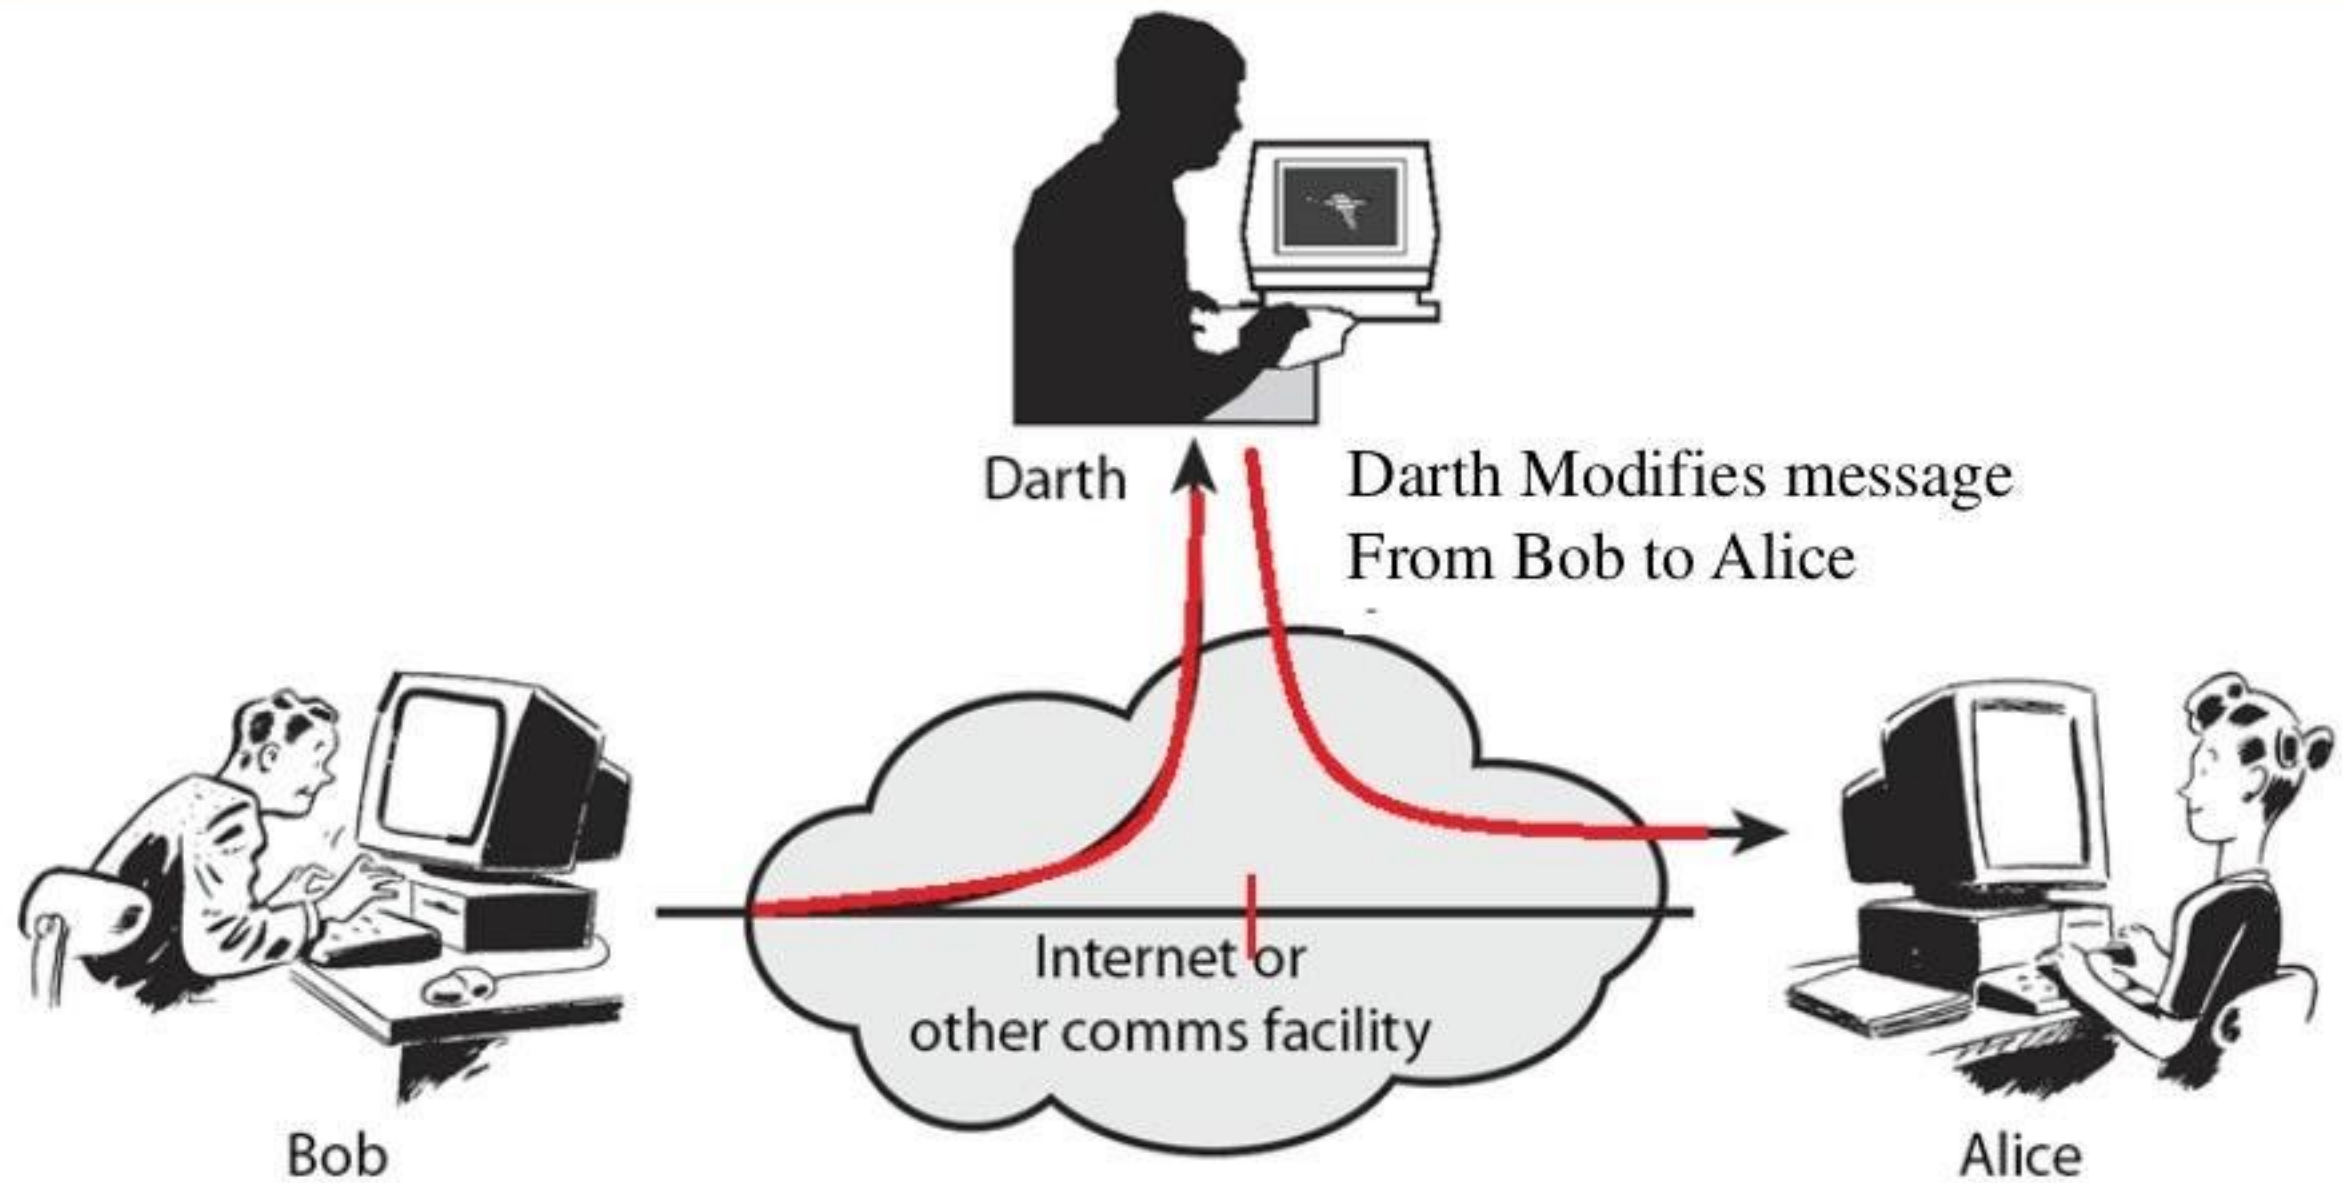 Darth
Darth Modifies message
From Bob to Alice
Internet or
other comms facility
Bob
Alice